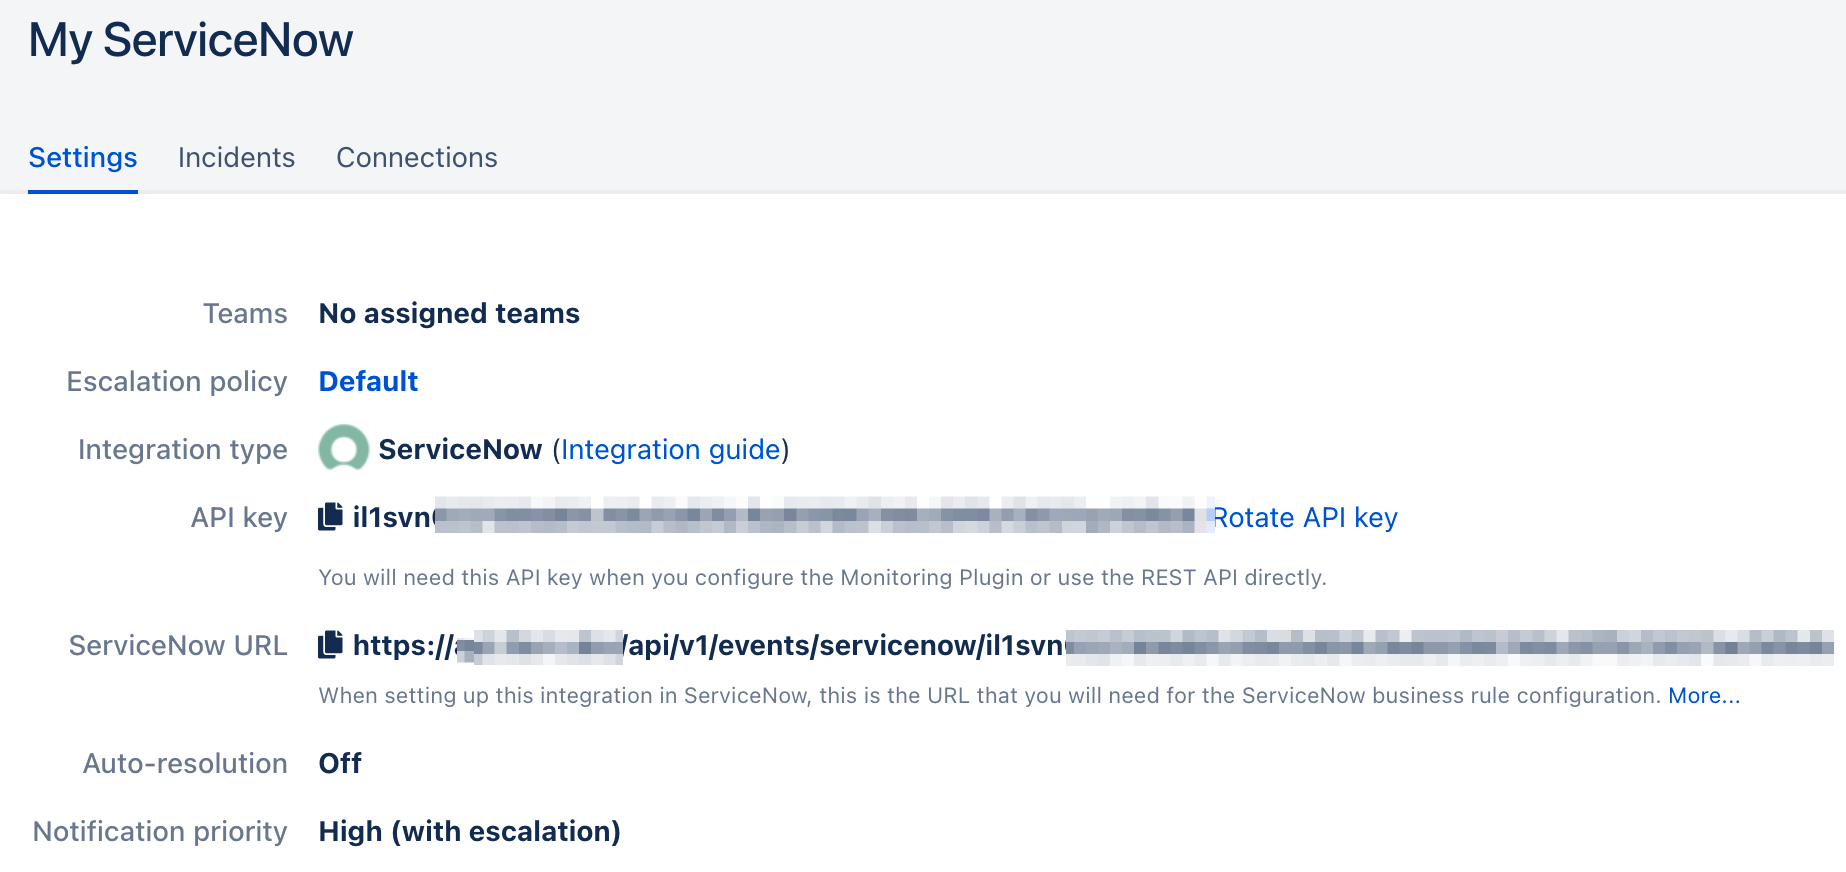 My ServiceNow
Settings Incidents Connections
Teams No assigned teams
Escalation policy Default
Integration type ServiceNow (Integration guide)
API key il1svn Rotate API key
You will need this API key when you configure the Monitoring Plugin or use the REST API directly.
ServiceNow URL https:// /api/v1/events/servicenow/il1svn
When setting up this integration in ServiceNow, this is the URL that you will need for the ServiceNow business rule configuration. More...
Auto-resolution Off
Notification priority High (with escalation)